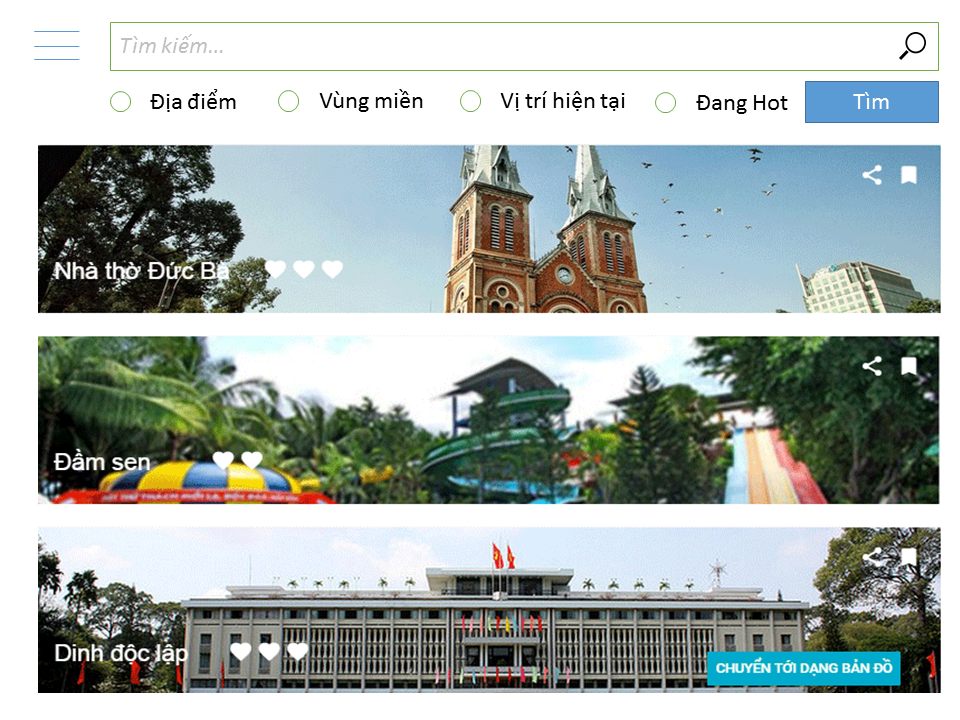 Tìm kiếm...
Địa điểm Vùng miền Vị trí hiện tại Đang Hot Tìm
Nhà thờ Đức Bà
Đầm sen
Dinh độc lập
CHUYỂN TỚI DẠNG BẢN ĐỒ